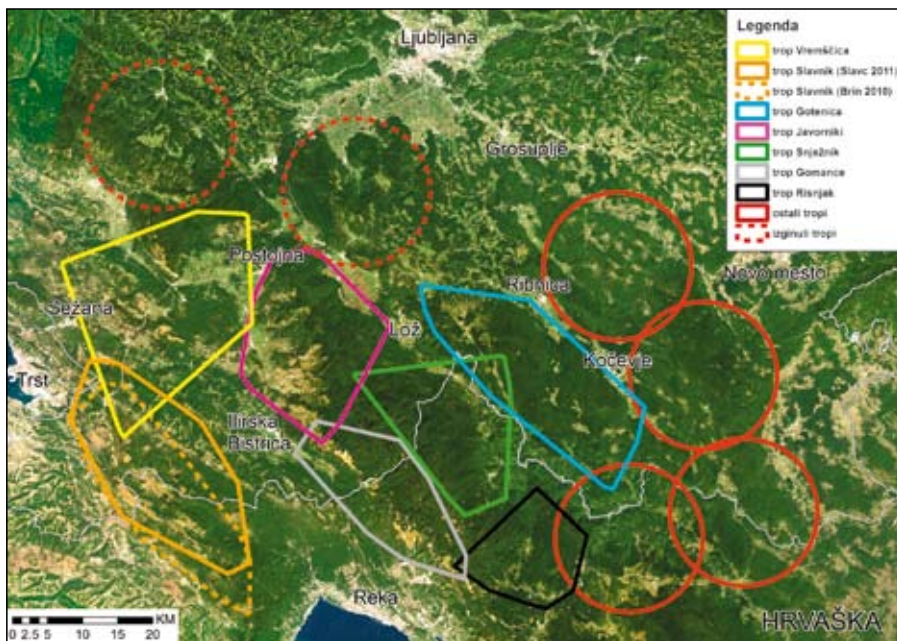 Ljubljana
Grosuplje
Postojna
Ribnica
Novo mesto
Sežana
Lož
Kočevje
Trst
Ilirska
Bistrica
Reka
HRVAŠKA
KM
0 2.5 5 10 15 20
Legenda
trop Vremščica
trop Slavnik (Slavc 2011)
trop Slavnik (Brin 2010)
trop Gotenica
trop Javorniki
trop Snježnik
trop Gomance
trop Risnjak
ostali tropi
izginuli tropi